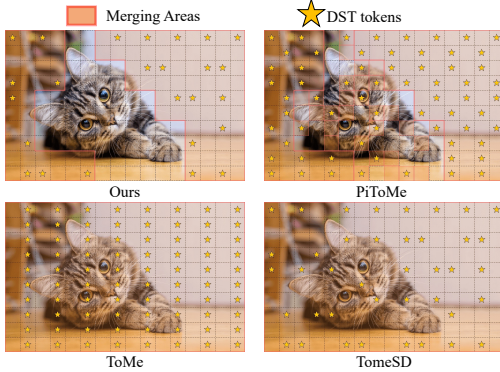 Merging Areas
DST tokens
Ours
PiToMe
ToMe
TomeSD